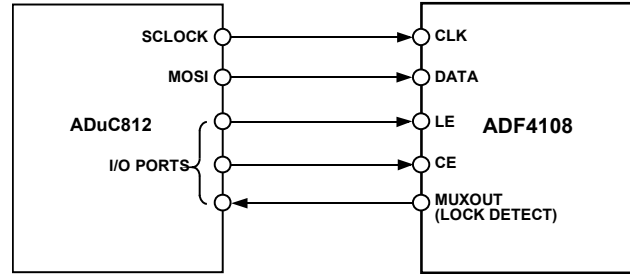 SCLOCK
MOSI
ADuC812
I/O PORTS
CLK
DATA
LE
ADF4108
CE
MUXOUT
(LOCK DETECT)